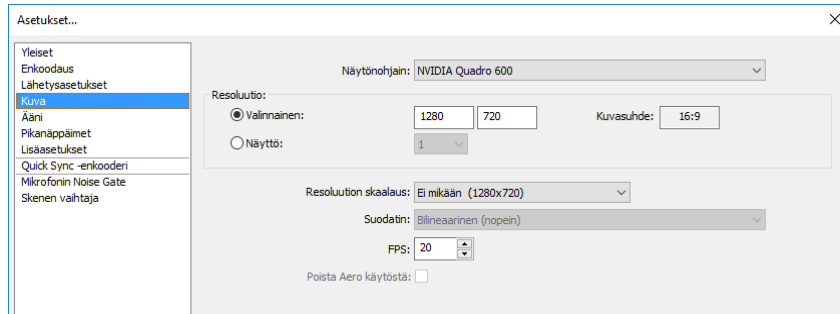 Asetukset...
Yleiset
Enkoodaus
Lähetysasetukset
Kuva
Ääni
Pikanäppäimet
Lisäasetukset
Quick Sync -enkooderi
Mikrofonin Noise Gate
Skenen vaihtaja
Näytönohjain: NVIDIA Quadro 600
Resoluutio:
Valinnainen: 1280 720 Kuvasuhde: 16:9
Näyttö: 1
Resoluution skaalaus: Ei mikään (1280x720)
Suodatin: Bilineaarinen (nopein)
FPS: 20
Poista Aero käytöstä: